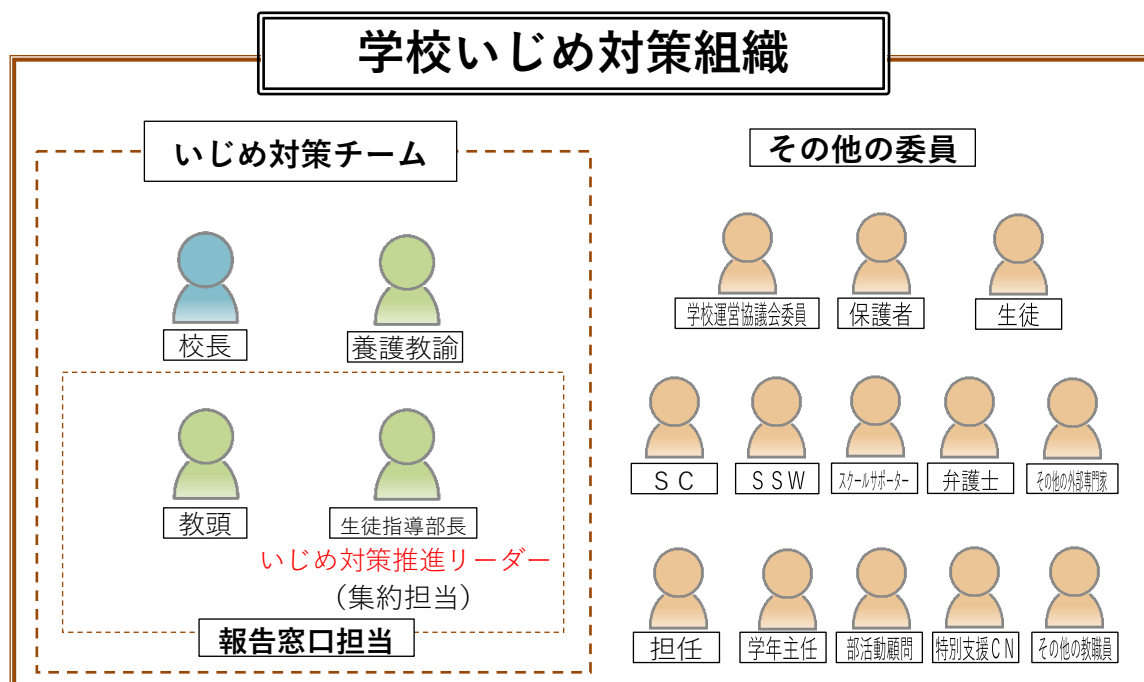 学校いじめ対策組織
いじめ対策チーム
校長
養護教諭
教頭
生徒指導部長
いじめ対策推進リーダー
（集約担当）
報告窓口担当
その他の委員
学校運営協議会委員
保護者
生徒
ＳＣ
ＳＳＷ
スクールサポーター
弁護士
その他の外部専門家
担任
学年主任
部活動顧問
特別支援ＣＮ
その他の教職員